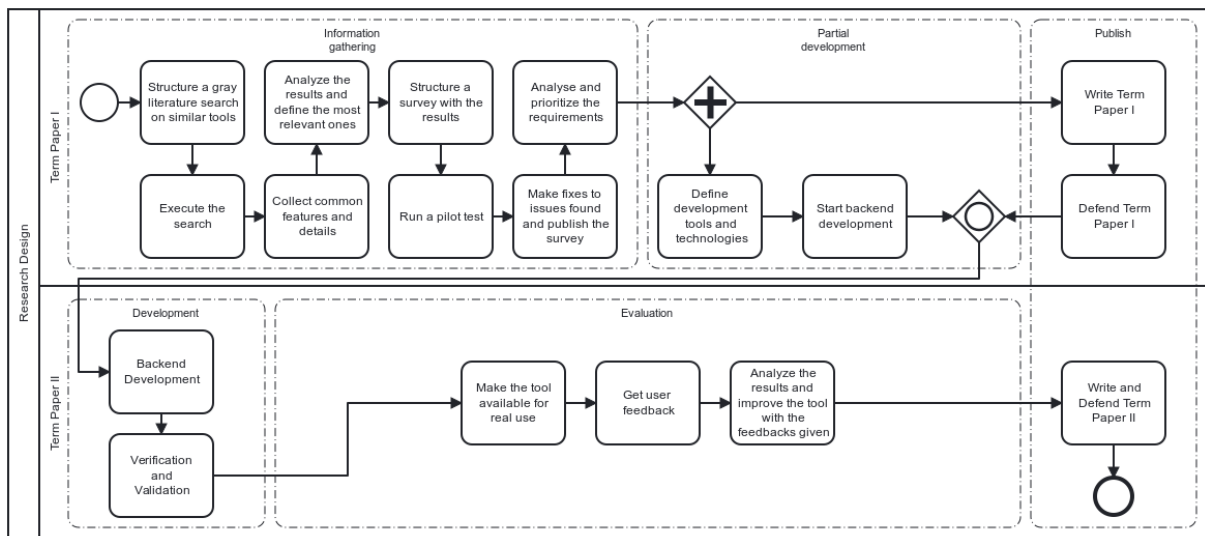 Research Design
Term Paper I
Information
gathering
Structure a gray
literature search
on similar tools
Analyze the
results and
define the most
relevant ones
Structure a
survey with the
results
Analyse and
prioritize the
requirements
Execute the
search
Collect common
features and
details
Run a pilot test
Make fixes to
issues found
and publish the
survey
Partial
development
Define
development
tools and
technologies
Start backend
development
Publish
Write Term
Paper I
Defend Term
Paper I
Term Paper II
Development
Backend
Development
Verification
and
Validation
Evaluation
Make the tool
available for
real use
Get user
feedback
Analyze the
results and
improve the tool
with the
feedbacks given
Write and
Defend Term
Paper II